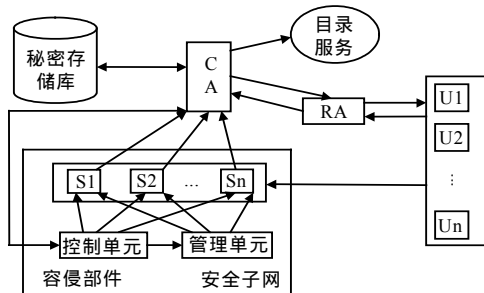 目录
服务
秘密存
储库
C
A
RA
U1
U2
⋮
Un
S1
S2
...
Sn
控制单元
管理单元
容侵部件
安全子网